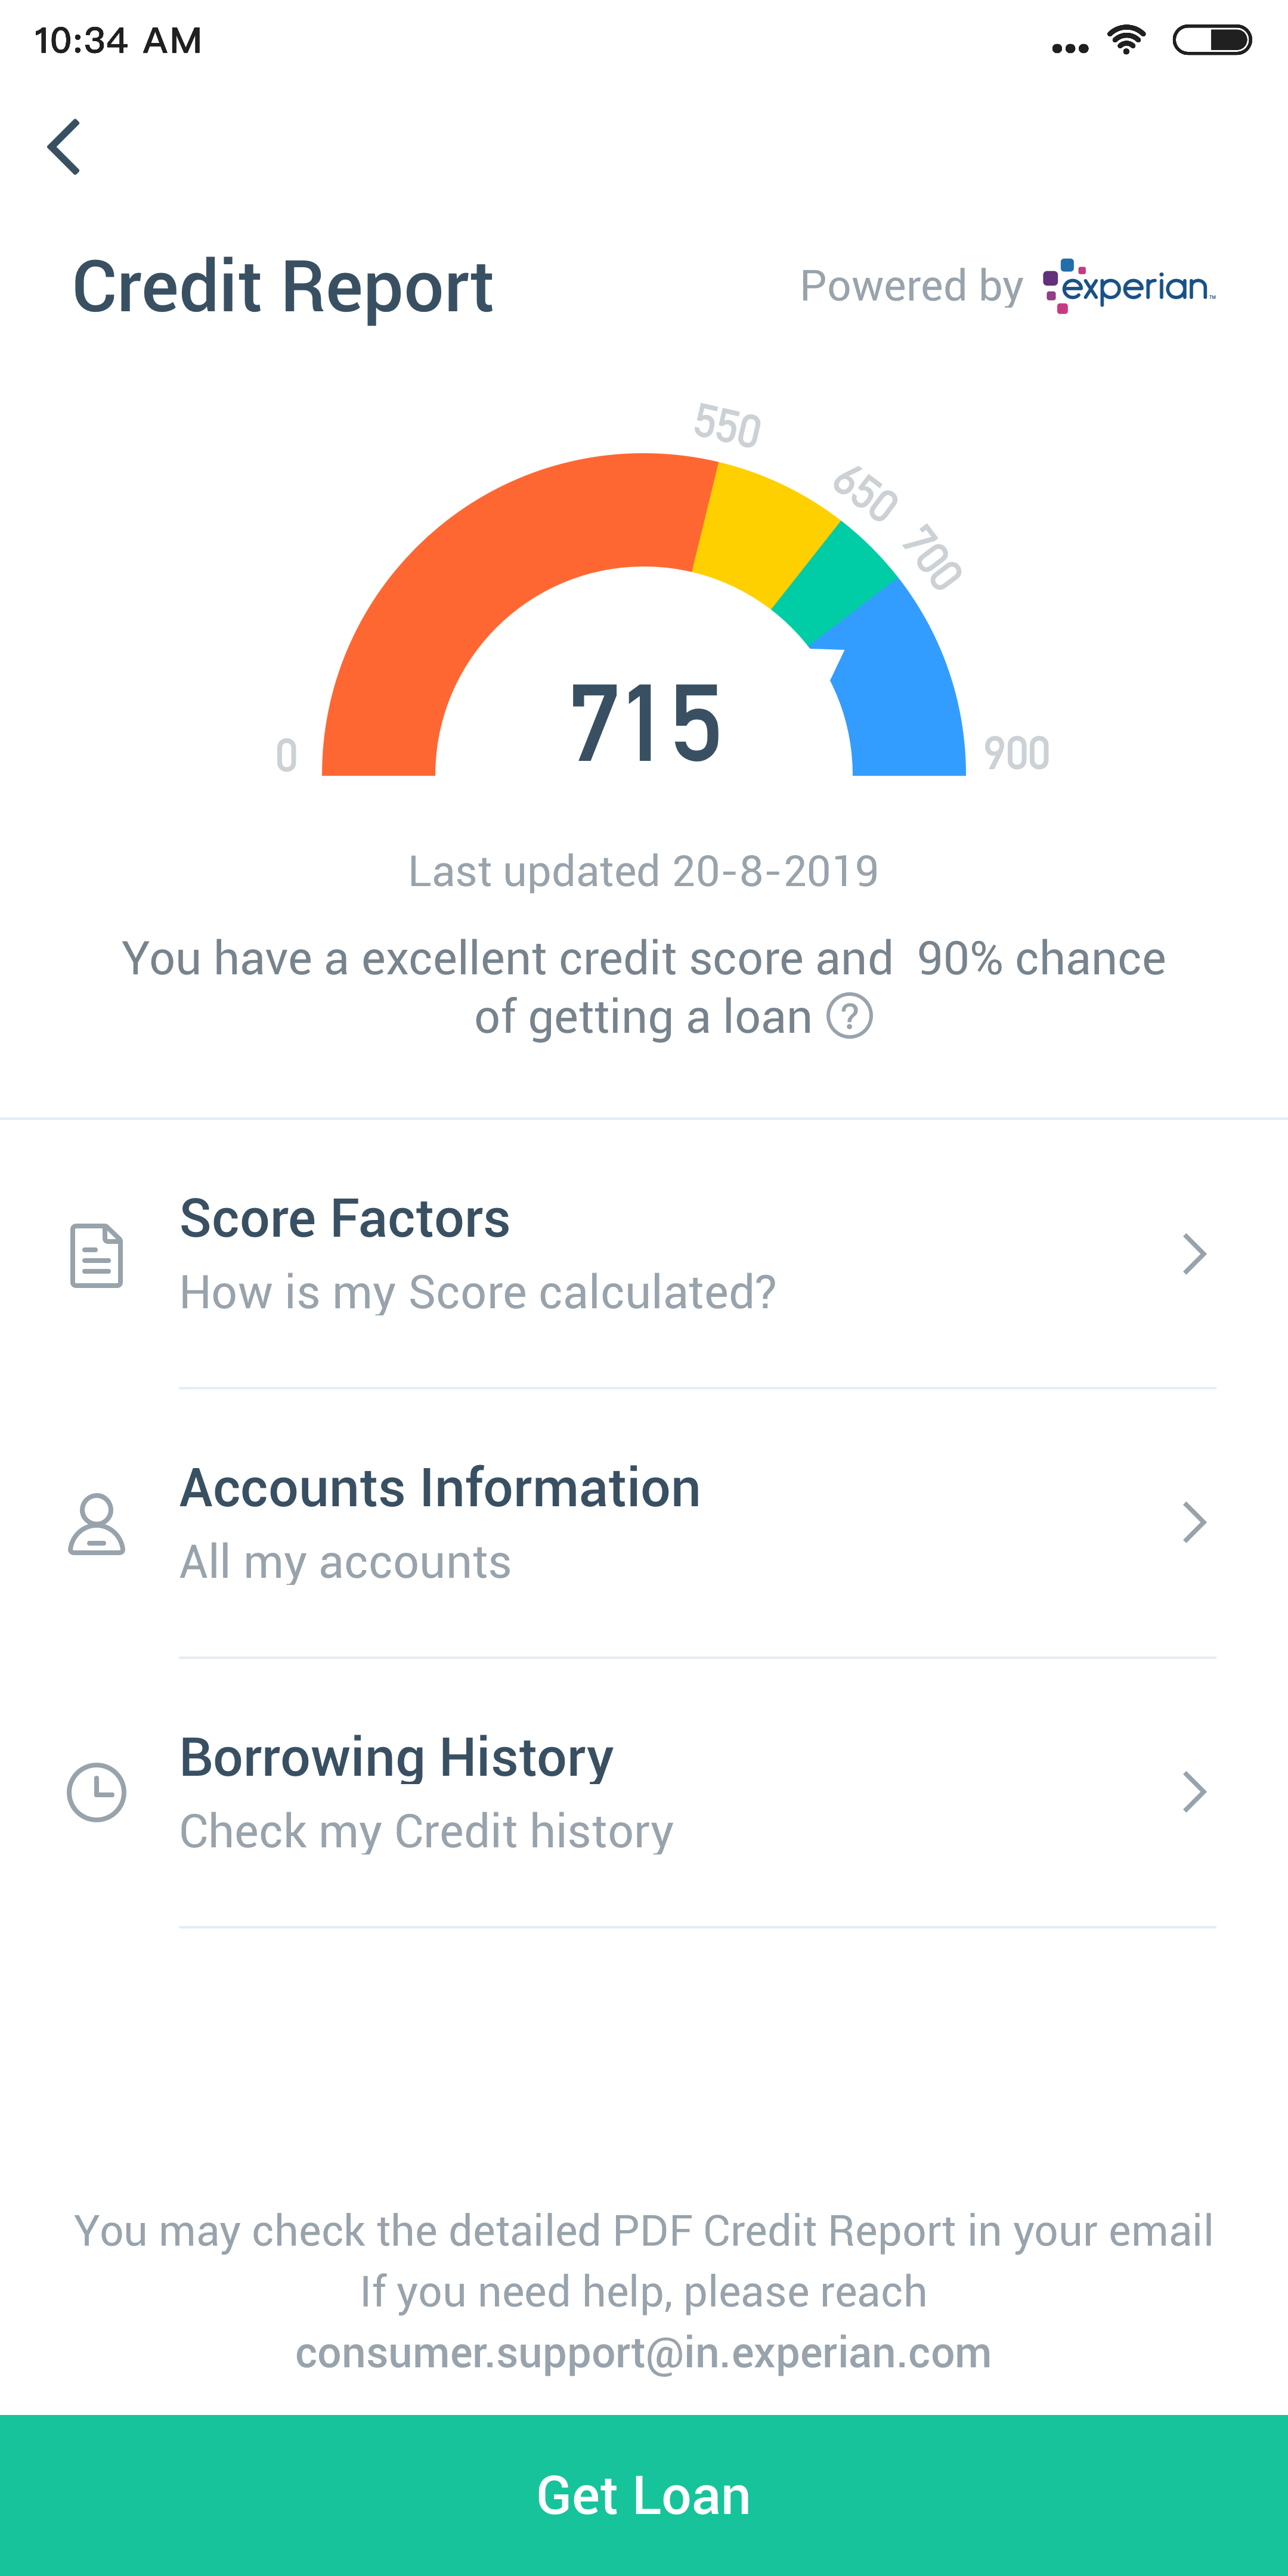 10:34 AM
Credit Report
Powered by experian™
550
650
700
0
715
900
Last updated 20-8-2019
You have a excellent credit score and  90% chance
of getting a loan ?
Score Factors
How is my Score calculated?
Accounts Information
All my accounts
Borrowing History
Check my Credit history
You may check the detailed PDF Credit Report in your email
If you need help, please reach
consumer.support@in.experian.com
Get Loan